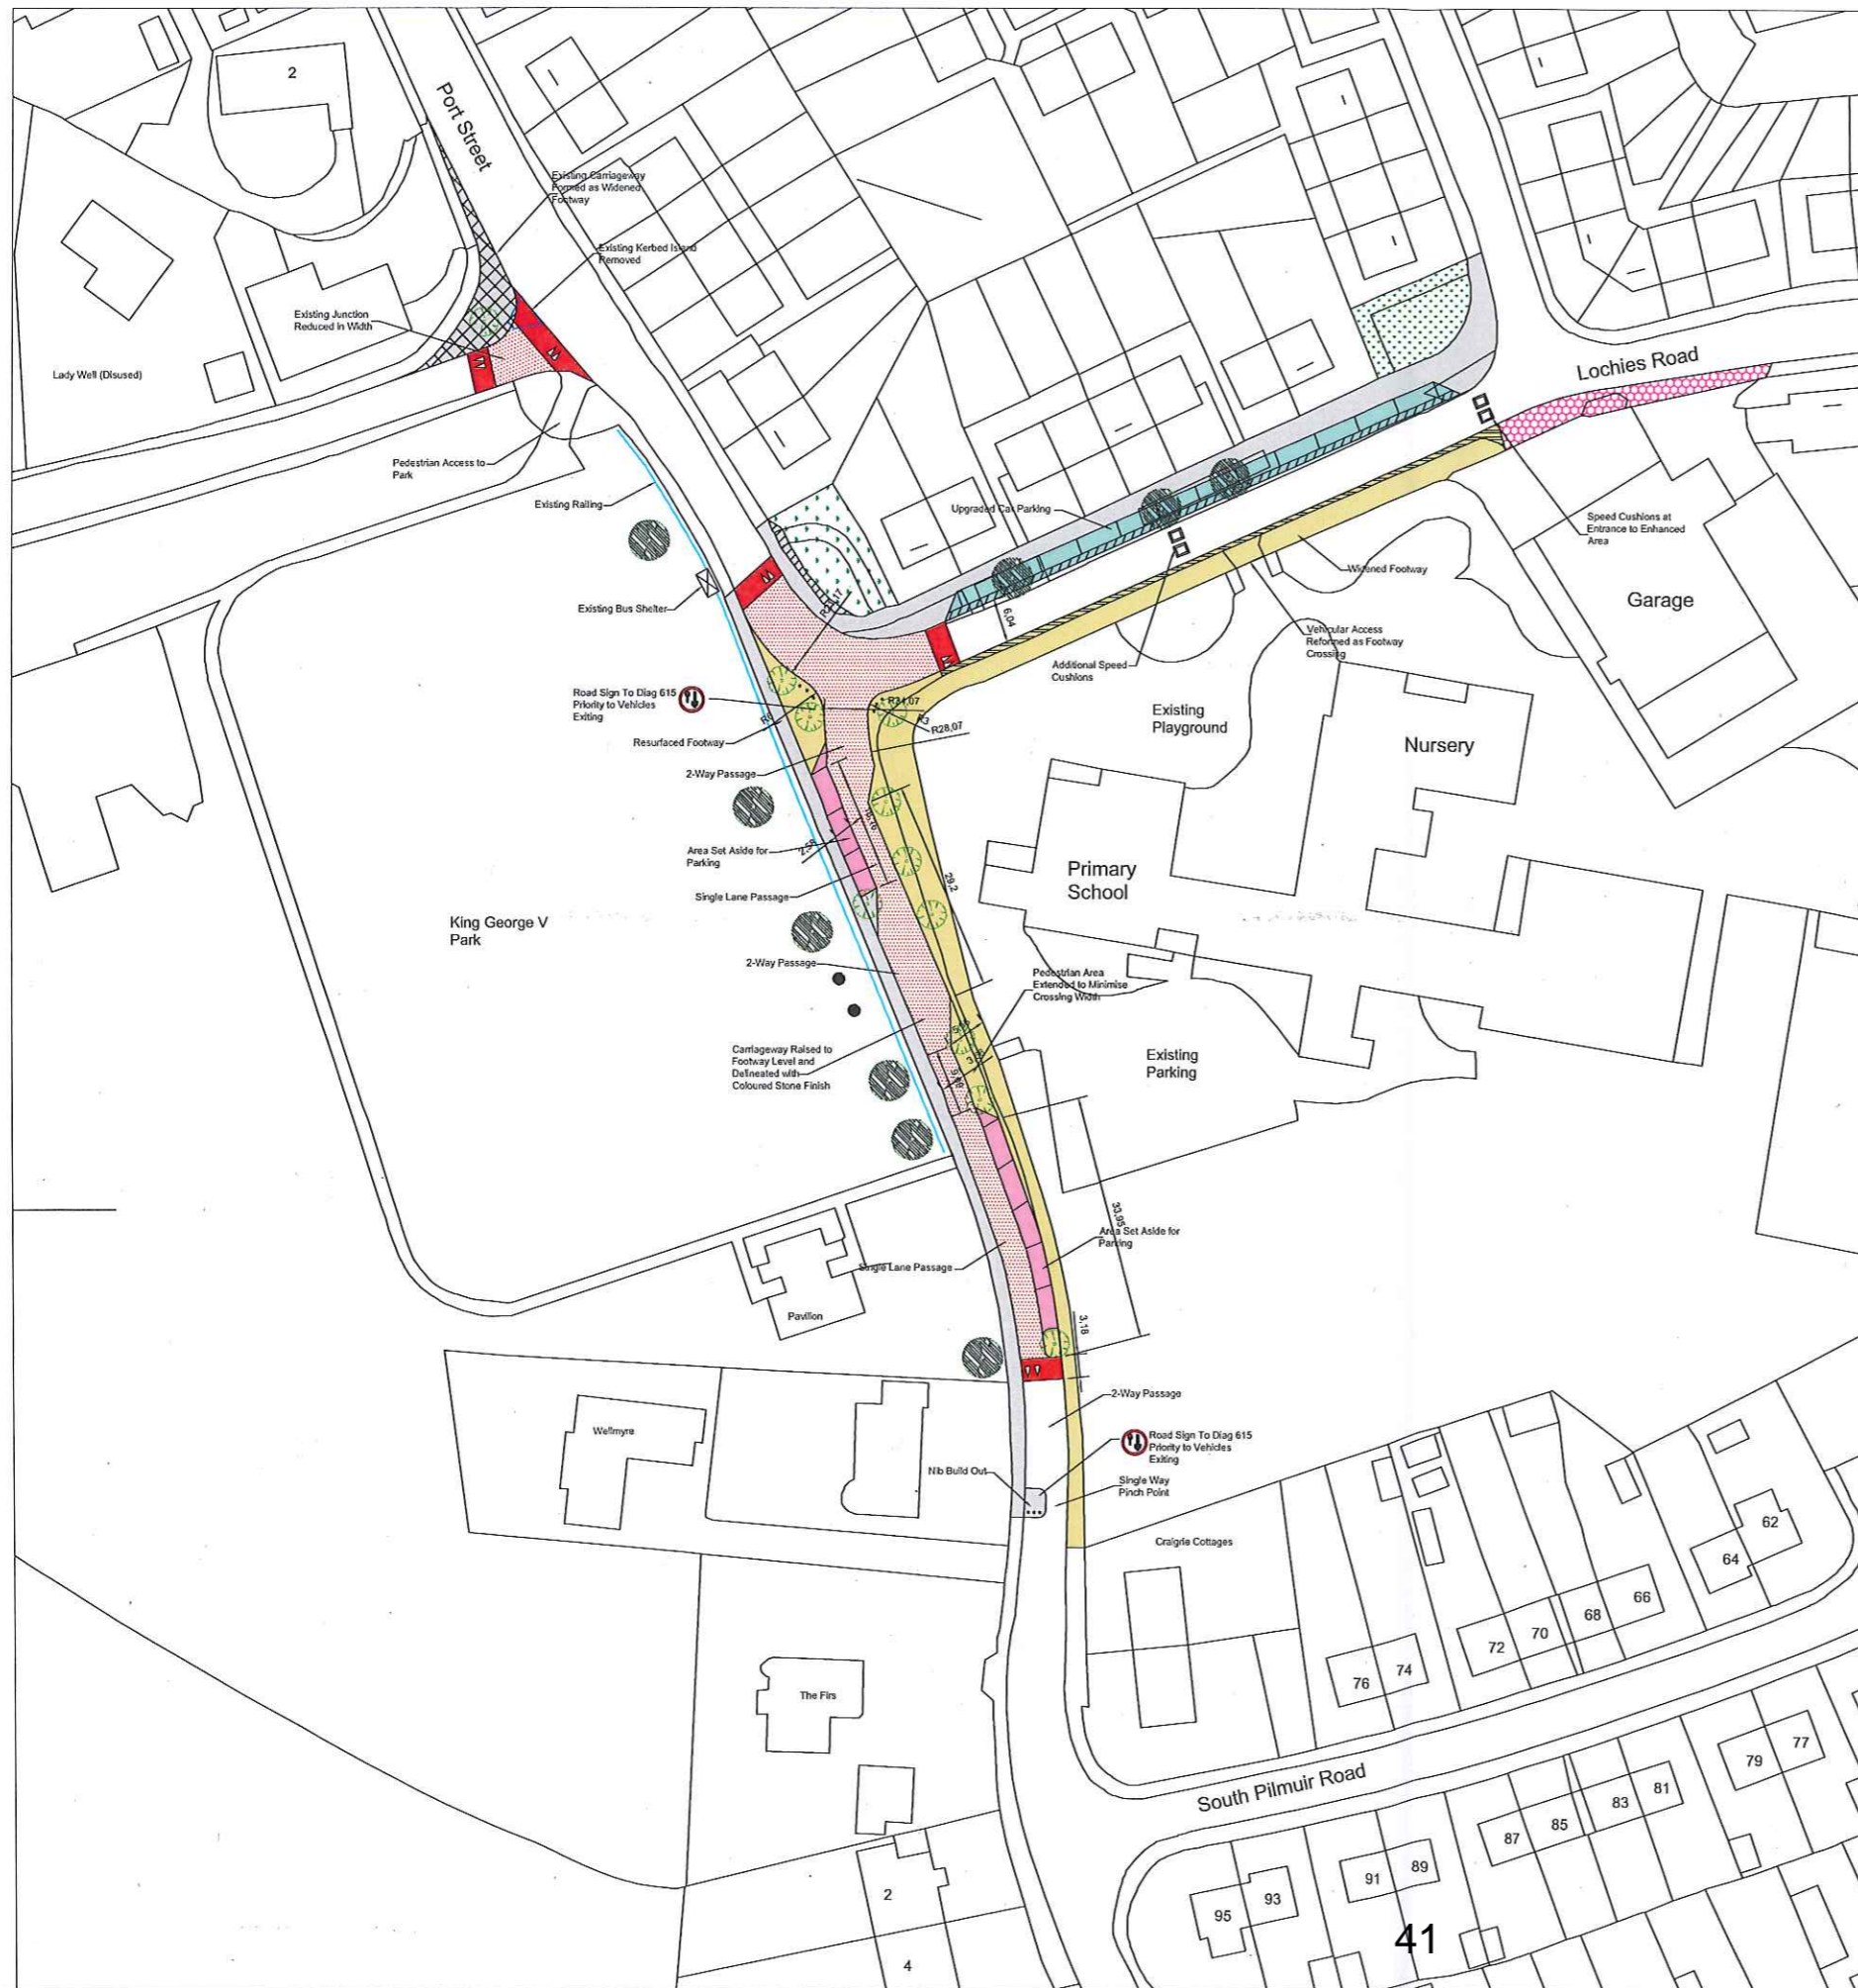 2
Port Street
Existing Carriageway
Formed as Widened
Footway
Existing Kerbed Island
Removed
Existing Junction
Reduced in Width
Lady Well (Disused)
Lochies Road
Pedestrian Access to
Park
Existing Railing
Upgraded Car Parking
Speed Cushions at
Entrance to Enhanced
Area
Widened Footway
Existing Bus Shelter
Garage
6,04
Vehicular Access
Reformed as Footway
Crossing
Additional Speed
Cushions
Road Sign To Diag 615
Priority to Vehicles
Exiting
R31,07
R3
R28,07
Existing
Playground
Nursery
Resurfaced Footway
2-Way Passage
Area Set Aside for
Parking
Single Lane Passage
Primary
School
29,2
King George V
Park
2-Way Passage
Pedestrian Area
Extended to Minimise
Crossing Width
Carriageway Raised to
Footway Level and
Delineated with
Coloured Stone Finish
Existing
Parking
33,95
Area Set Aside for
Parking
Single Lane Passage
Pavilion
3,18
2-Way Passage
Wellmyre
Road Sign To Diag 615
Priority to Vehicles
Exiting
Nib Build Out
Single Way
Pinch Point
Craigrie Cottages
62
64
66
68
70
72
74
76
The Firs
South Pilmuir Road
77
79
81
83
85
87
89
91
93
95
2
4
41